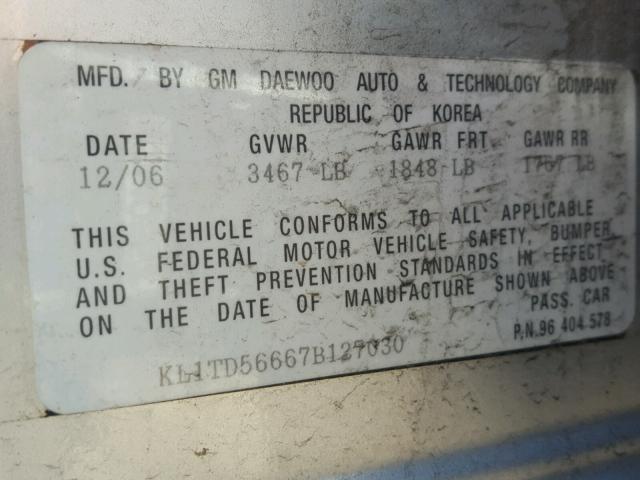 MFD. BY GM DAEWOO AUTO & TECHNOLOGY COMPANY
REPUBLIC OF KOREA
DATE GVWR GAWR FRT GAWR RR
12/06 3467 LB 1848 LB 1767 LB
THIS VEHICLE CONFORMS TO ALL APPLICABLE
U.S. FEDERAL MOTOR VEHICLE SAFETY, BUMPER,
AND THEFT PREVENTION STANDARDS IN EFFECT
ON THE DATE OF MANUFACTURE SHOWN ABOVE
PASS. CAR
P.N.96 404 578
KL1TD56667B127030